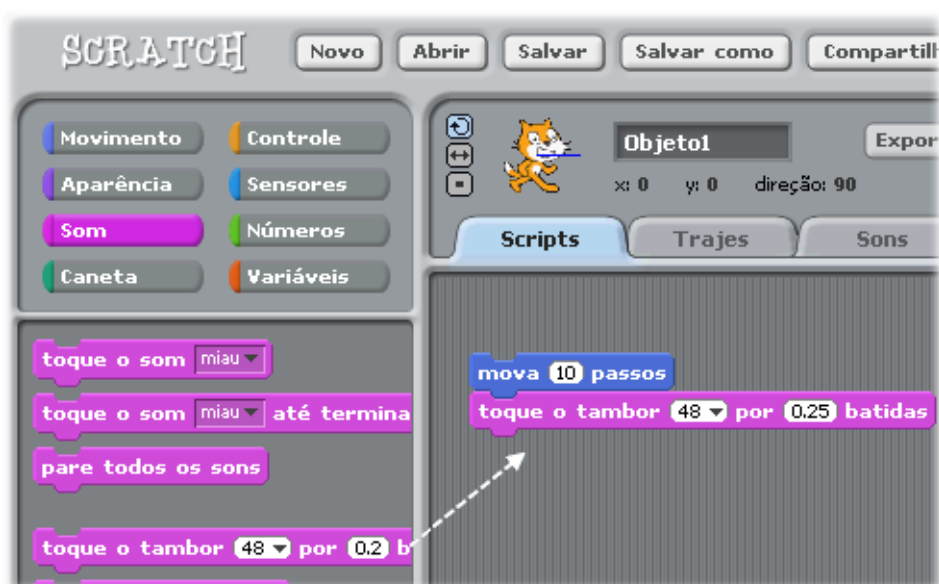 SCRATCH Novo Abrir Salvar Salvar como Compartilh
Movimento Controle
Aparência Sensores
Som Números
Caneta Variáveis
Objeto1 Expor
x: 0 y: 0 direção: 90
Scripts Trajes Sons
toque o som miau
toque o som miau até termina
pare todos os sons
toque o tambor 48 por 0.2 b
mova 10 passos
toque o tambor 48 por 0.25 batidas